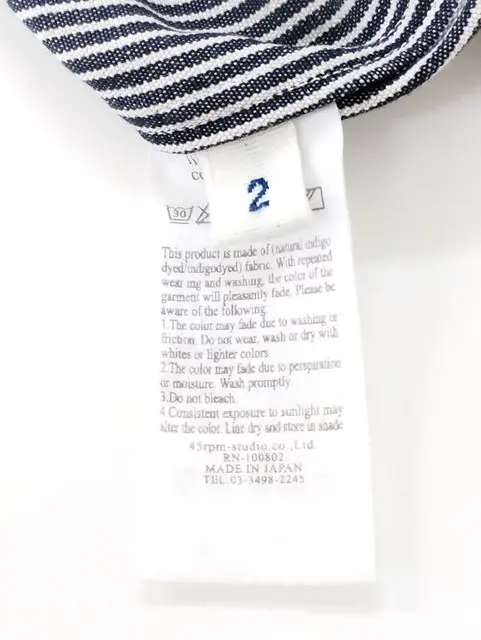 2
30
This product is made of (natural indigo
dyed/indigodyed) fabric. With repeated
wear ing and washing, the color of the
garment will pleasantly fade. Please be
aware of the following:
1.The color may fade due to washing or
friction. Do not wear, wash or dry with
whites or lighter colors
2.The color may fade due to perspiration
or moisture. Wash promptly.
3.Do not bleach.
4 Consistent exposure to sunlight may
alter the color. Line dry and store in shade
45rpm-studio.co.,Ltd.
RN-100802
MADE IN JAPAN
TEL.03-3498-2245